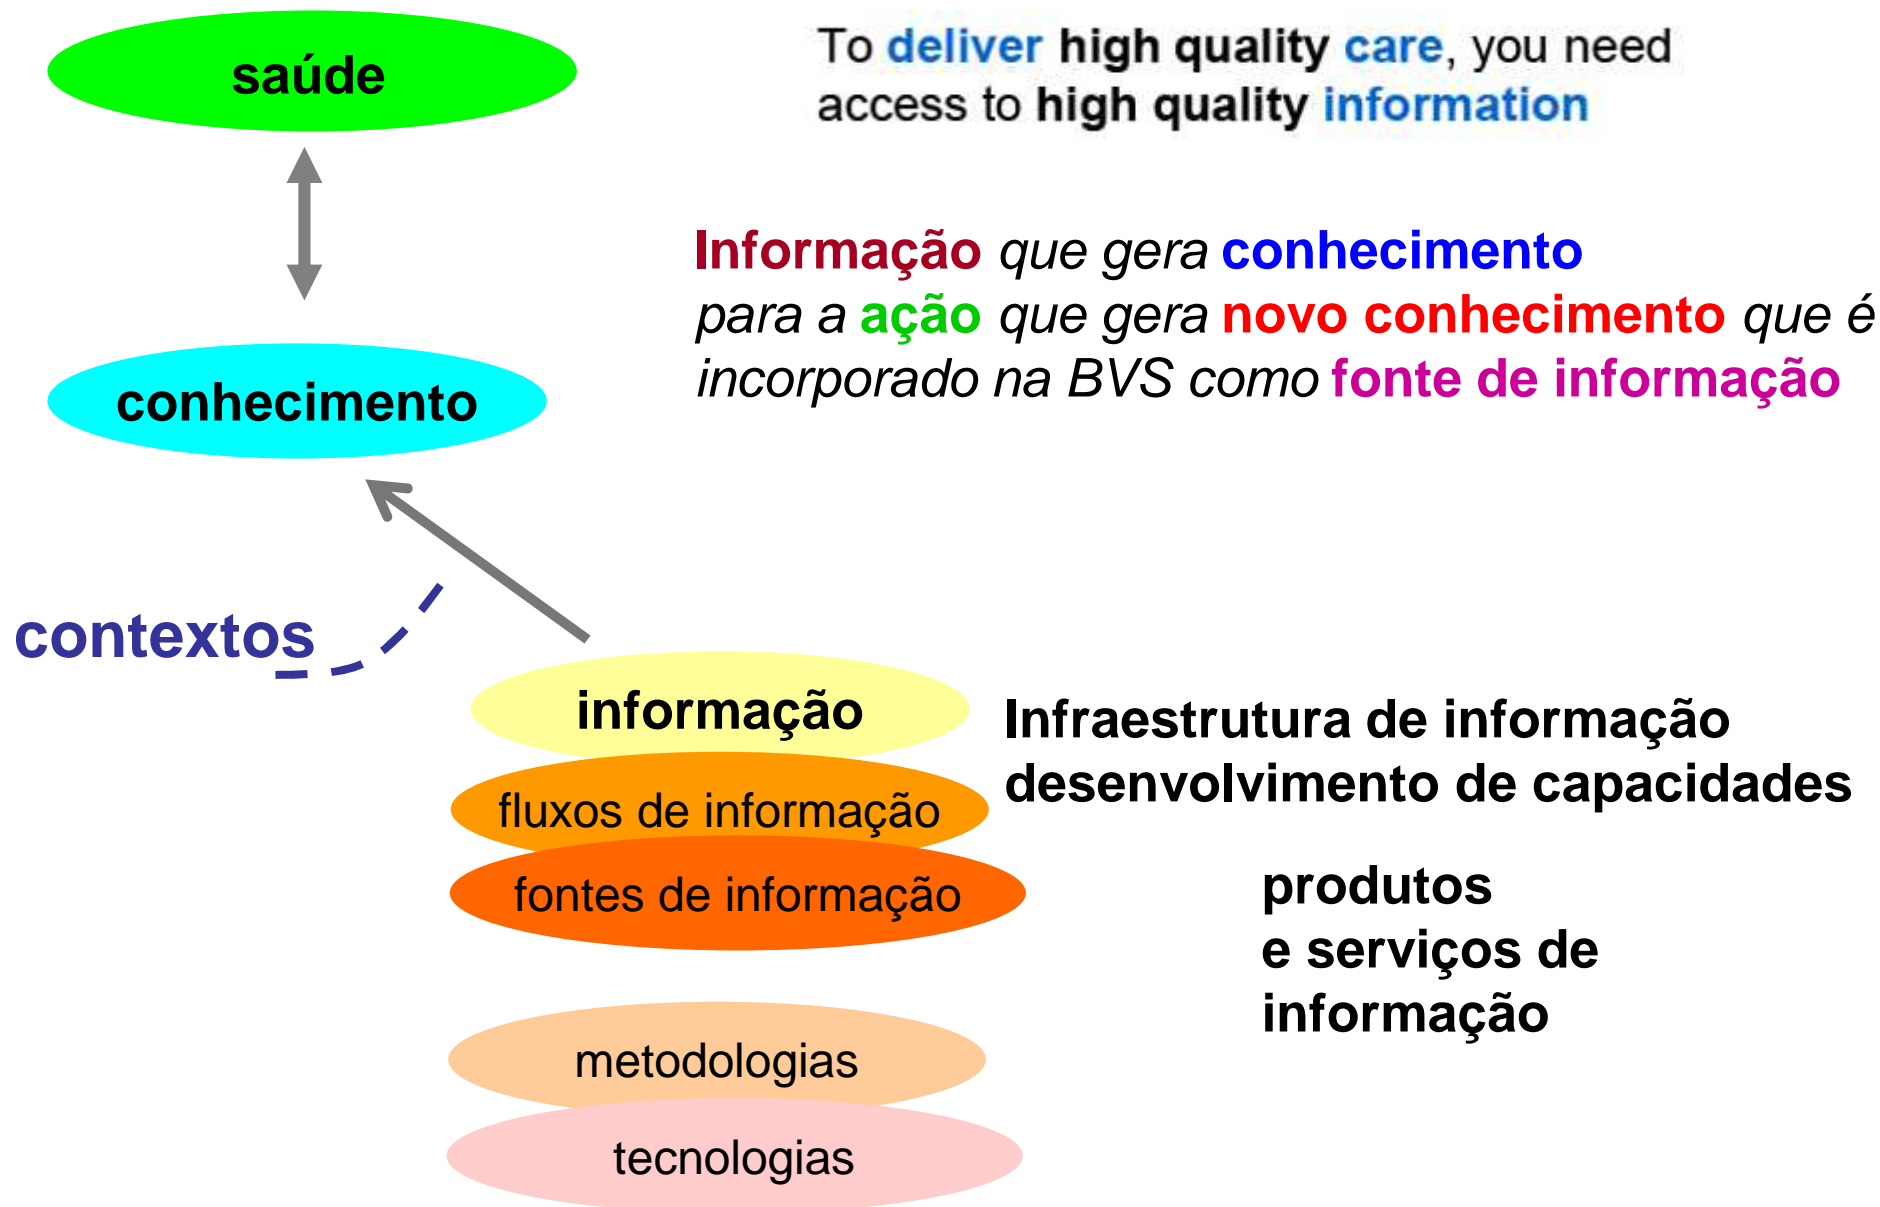 saúde
To deliver high quality care, you need
access to high quality information
Informação que gera conhecimento
para a ação que gera novo conhecimento que é
incorporado na BVS como fonte de informação
conhecimento
contextos
informação
fluxos de informação
fontes de informação
Infraestrutura de informação
desenvolvimento de capacidades
produtos
e serviços de
informação
metodologias
tecnologias